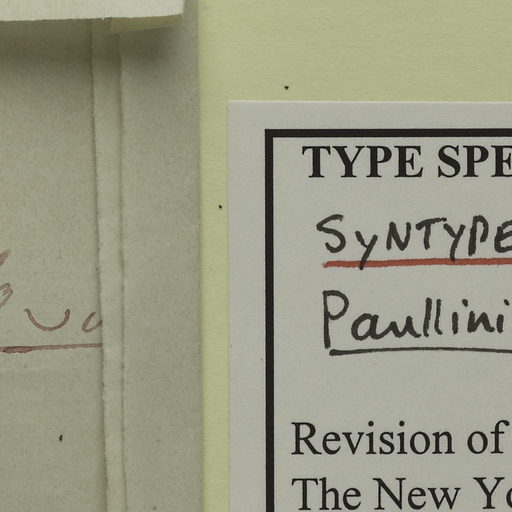 TYPE SPE
SYNTYPE
Paullini
Revision of
The New Yo